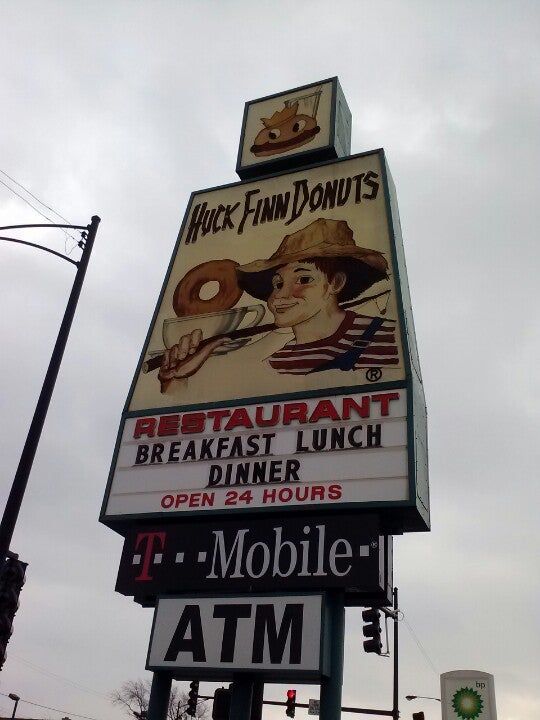 HUCK FINN DONUTS
®
RESTAURANT
BREAKFAST LUNCH
DINNER
OPEN 24 HOURS
T··Mobile·®
ATM
bp